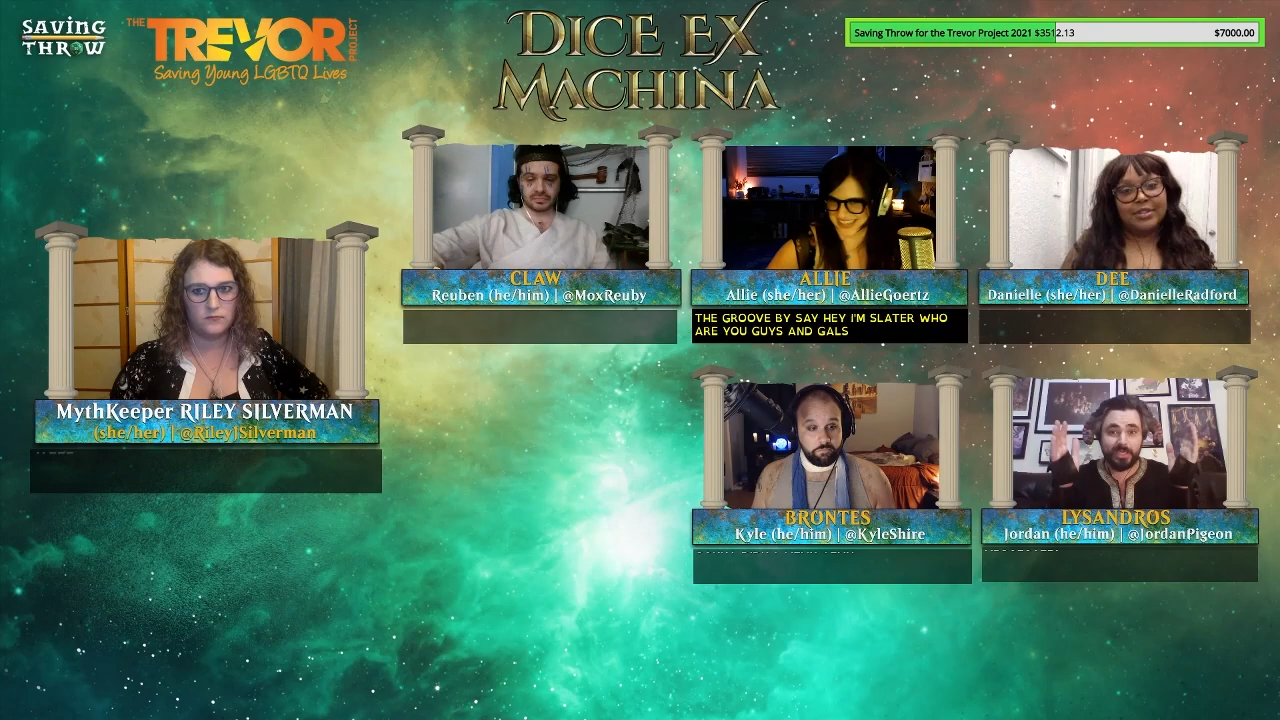 SAVING
THROW
THE
TREVOR
PROJECT
Saving Young LGBTQ Lives
DICE EX
MACHINA
Saving Throw for the Trevor Project 2021 $3512.13
$7000.00
CLAW
Reuben (he/him) | @MoxReuby
ALLIE
Allie (she/her) | @AllieGoertz
THE GROOVE BY SAY HEY I'M SLATER WHO
ARE YOU GUYS AND GALS
DEE
Danielle (she/her) | @DanielleRadford
MythKeeper RILEY SILVERMAN
(she/her) | @RileyJSilverman
BRONTES
Kyle (he/him) | @KyleShire
LYSANDROS
Jordan (he/him) | @JordanPigeon